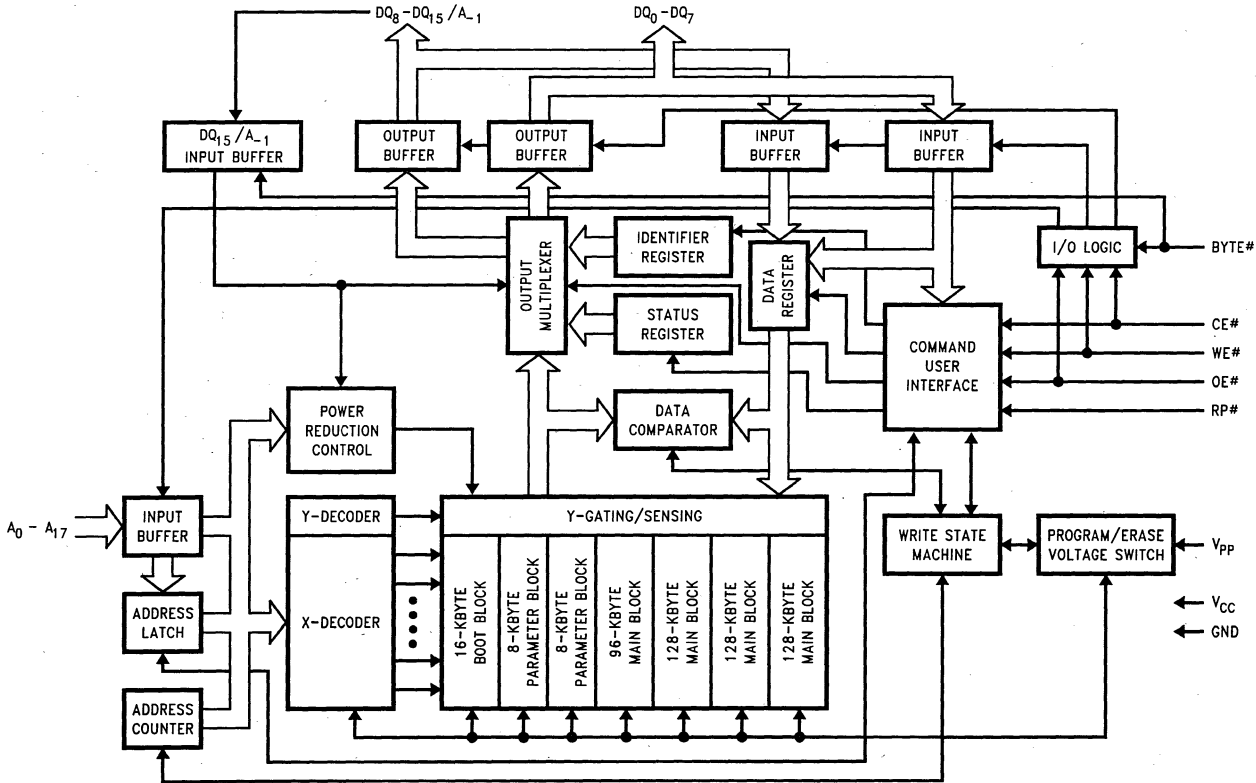 DQ₈-DQ₁₅/A₋₁
DQ₀-DQ₇
DQ₁₅/A₋₁
INPUT BUFFER
OUTPUT
BUFFER
OUTPUT
BUFFER
INPUT
BUFFER
INPUT
BUFFER
OUTPUT
MULTIPLEXER
IDENTIFIER
REGISTER
DATA
REGISTER
I/O LOGIC
BYTE#
STATUS
REGISTER
COMMAND
USER
INTERFACE
CE#
WE#
OE#
RP#
POWER
REDUCTION
CONTROL
DATA
COMPARATOR
A₀ - A₁₇
INPUT
BUFFER
Y-DECODER
Y-GATING/SENSING
WRITE STATE
MACHINE
PROGRAM/ERASE
VOLTAGE SWITCH
V_PP
V_CC
GND
ADDRESS
LATCH
X-DECODER
16-KBYTE
BOOT BLOCK
8-KBYTE
PARAMETER BLOCK
8-KBYTE
PARAMETER BLOCK
96-KBYTE
MAIN BLOCK
128-KBYTE
MAIN BLOCK
128-KBYTE
MAIN BLOCK
128-KBYTE
MAIN BLOCK
ADDRESS
COUNTER